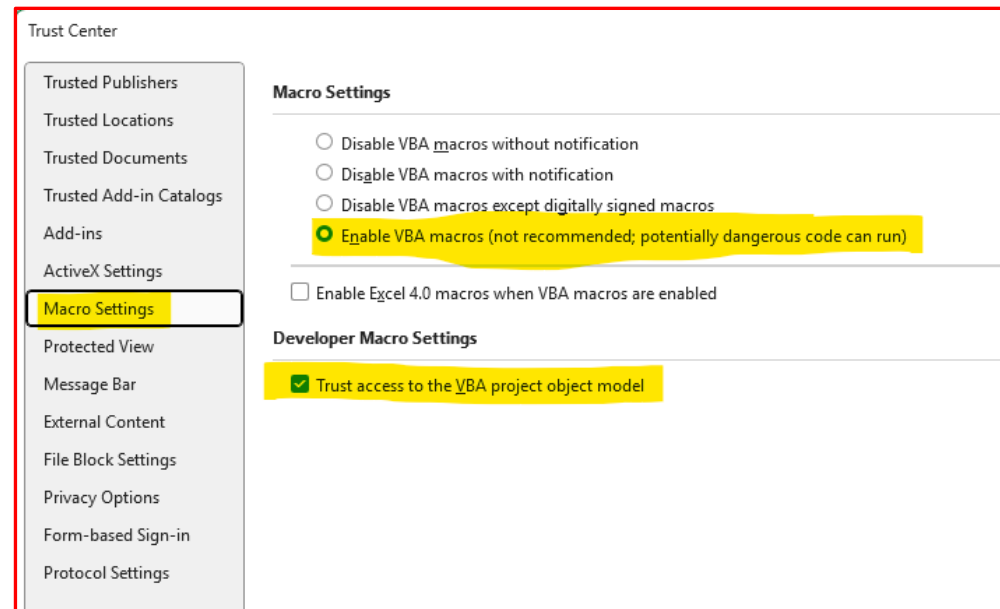 Trust Center
Trusted Publishers
Trusted Locations
Trusted Documents
Trusted Add-in Catalogs
Add-ins
ActiveX Settings
Macro Settings
Protected View
Message Bar
External Content
File Block Settings
Privacy Options
Form-based Sign-in
Protocol Settings
Macro Settings
Disable VBA macros without notification
Disable VBA macros with notification
Disable VBA macros except digitally signed macros
Enable VBA macros (not recommended; potentially dangerous code can run)
Enable Excel 4.0 macros when VBA macros are enabled
Developer Macro Settings
Trust access to the VBA project object model